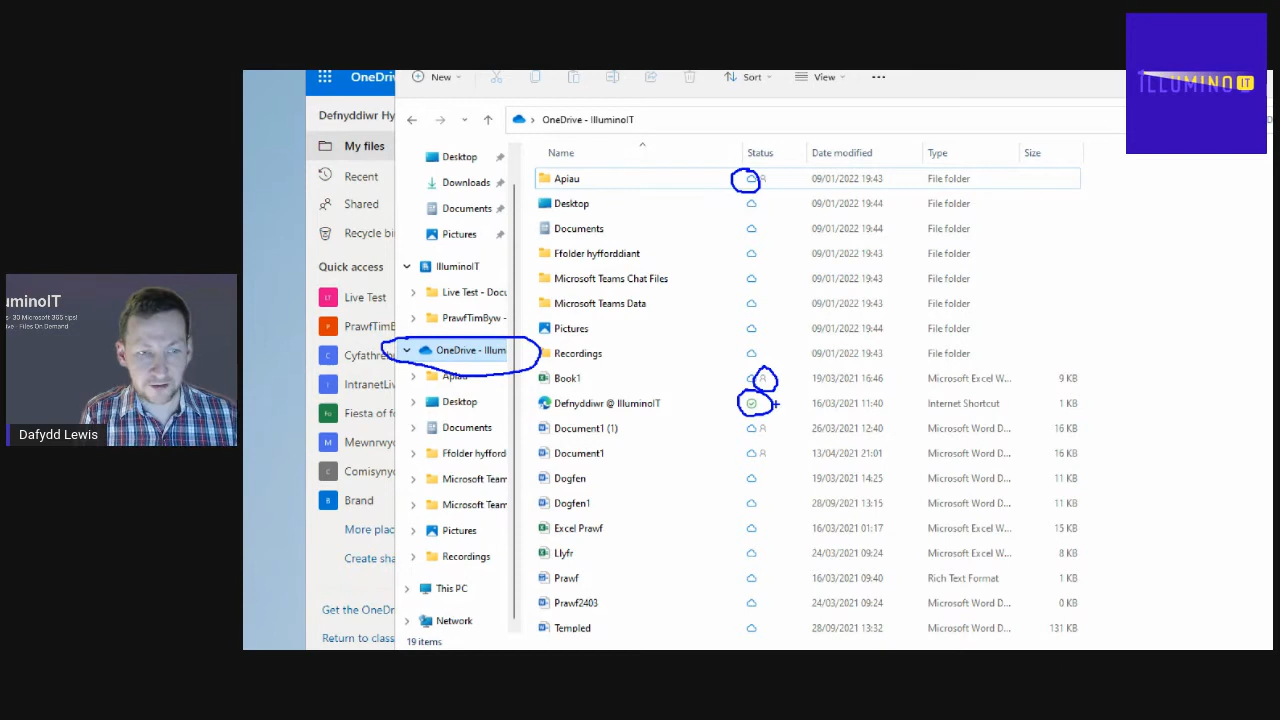 ILLUMINOIT
uminoIT
s: 30 Microsoft 365 tips!
ive - Files On Demand
Dafydd Lewis
OneDriv
Defnyddiwr Hy
My files
Recent
Shared
Recycle bi
Quick access
LT Live Test
P PrawfTimB
C Cyfathreb
I IntranetLiv
Fo Fiesta of f
M Mewnrwy
C Comisiync
B Brand
More plac
Create sha
Get the OneDr
Return to class
New
Sort
View
OneDrive - IlluminoIT
Desktop
Downloads
Documents
Pictures
IlluminoIT
Live Test - Docu
PrawfTimByw -
OneDrive - Illum
Apiau
Desktop
Documents
Ffolder hyfford
Microsoft Team
Microsoft Team
Pictures
Recordings
This PC
Network
19 items
Name Status Date modified Type Size
Apiau 09/01/2022 19:43 File folder
Desktop 09/01/2022 19:44 File folder
Documents 09/01/2022 19:44 File folder
Ffolder hyfforddiant 09/01/2022 19:43 File folder
Microsoft Teams Chat Files 09/01/2022 19:43 File folder
Microsoft Teams Data 09/01/2022 19:43 File folder
Pictures 09/01/2022 19:44 File folder
Recordings 09/01/2022 19:43 File folder
Book1 19/03/2021 16:46 Microsoft Excel W... 9 KB
Defnyddiwr @ IlluminoIT 16/03/2021 11:40 Internet Shortcut 1 KB
Document1 (1) 26/03/2021 12:40 Microsoft Word D... 16 KB
Document1 13/04/2021 21:01 Microsoft Word D... 16 KB
Dogfen 19/03/2021 14:25 Microsoft Word D... 11 KB
Dogfen1 28/09/2021 13:15 Microsoft Word D... 11 KB
Excel Prawf 16/03/2021 01:17 Microsoft Excel W... 15 KB
Llyfr 24/03/2021 09:24 Microsoft Excel W... 8 KB
Prawf 16/03/2021 09:40 Rich Text Format 1 KB
Prawf2403 24/03/2021 09:24 Microsoft Word D... 0 KB
Templed 28/09/2021 13:32 Microsoft Word D... 131 KB